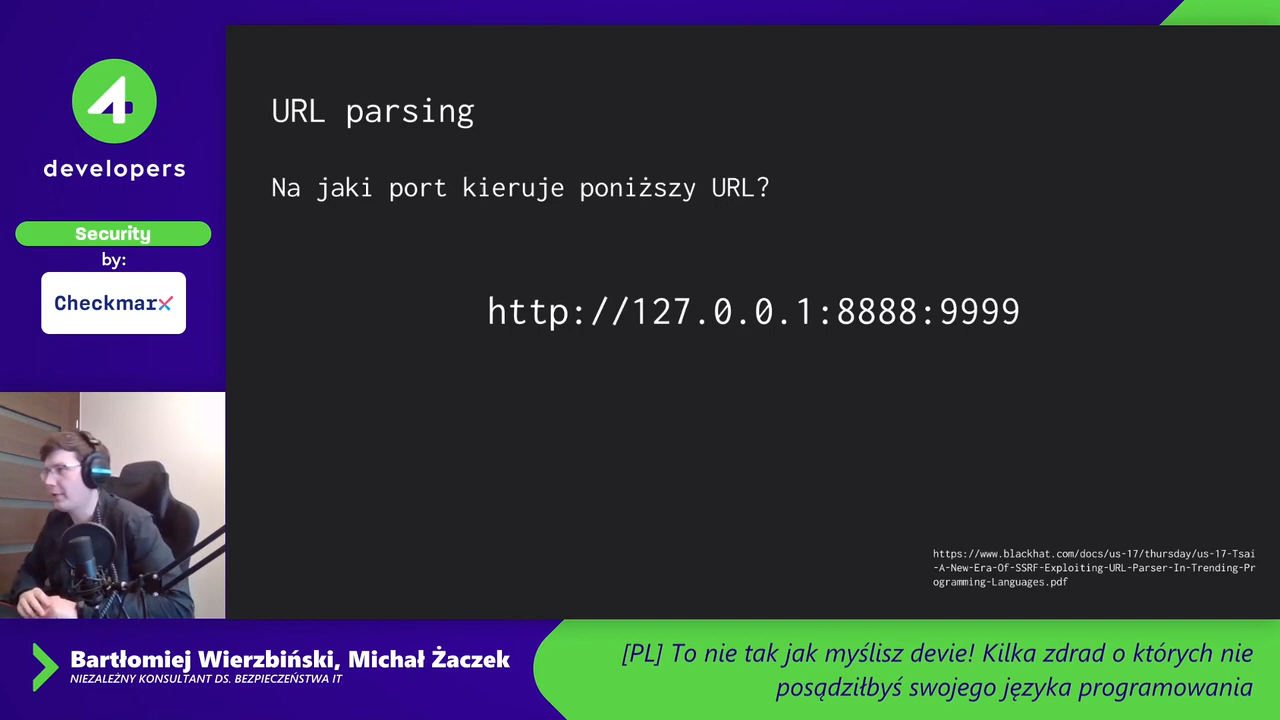 4
developers
Security
by:
Checkmarx
URL parsing
Na jaki port kieruje poniższy URL?
http://127.0.0.1:8888:9999
https://www.blackhat.com/docs/us-17/thursday/us-17-Tsai
-A-New-Era-Of-SSRF-Exploiting-URL-Parser-In-Trending-Pr
ogramming-Languages.pdf
Bartłomiej Wierzbiński, Michał Żaczek
NIEZALEŻNY KONSULTANT DS. BEZPIECZEŃSTWA IT
[PL] To nie tak jak myślisz devie! Kilka zdrad o których nie
posądziłbyś swojego języka programowania